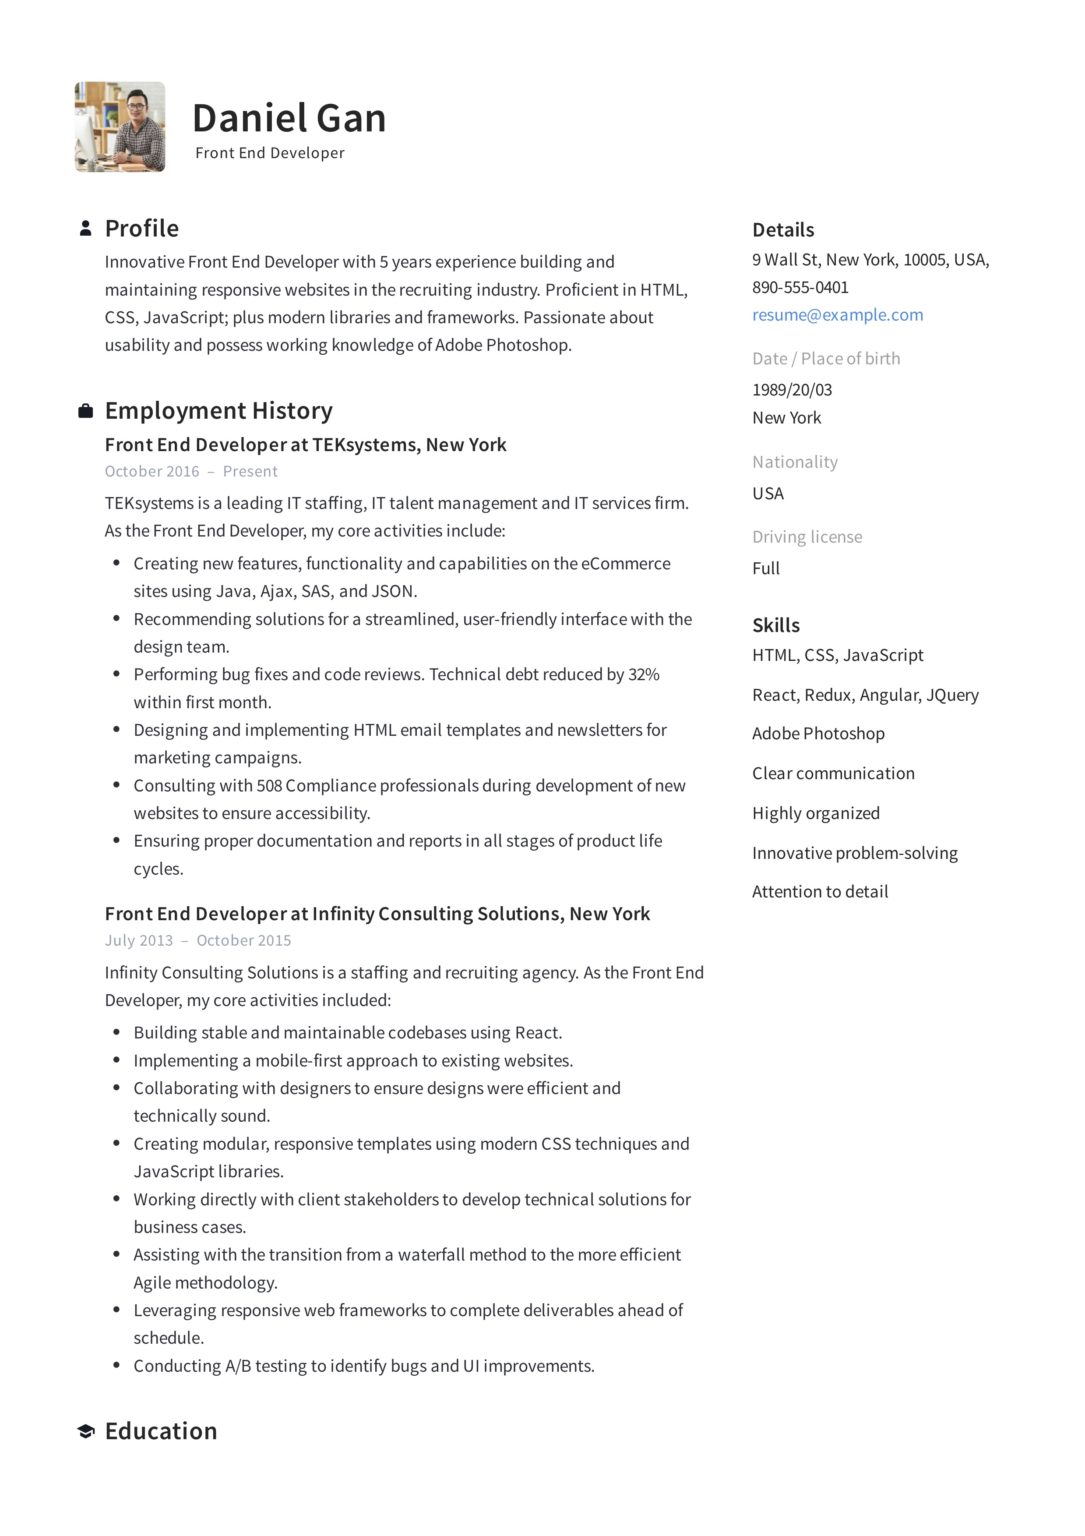 Daniel Gan
Front End Developer
Profile
Innovative Front End Developer with 5 years experience building and
maintaining responsive websites in the recruiting industry. Proficient in HTML,
CSS, JavaScript; plus modern libraries and frameworks. Passionate about
usability and possess working knowledge of Adobe Photoshop.
Employment History
Front End Developer at TEKsystems, New York
October 2016 – Present
TEKsystems is a leading IT staffing, IT talent management and IT services firm.
As the Front End Developer, my core activities include:
• Creating new features, functionality and capabilities on the eCommerce
sites using Java, Ajax, SAS, and JSON.
• Recommending solutions for a streamlined, user-friendly interface with the
design team.
• Performing bug fixes and code reviews. Technical debt reduced by 32%
within first month.
• Designing and implementing HTML email templates and newsletters for
marketing campaigns.
• Consulting with 508 Compliance professionals during development of new
websites to ensure accessibility.
• Ensuring proper documentation and reports in all stages of product life
cycles.
Front End Developer at Infinity Consulting Solutions, New York
July 2013 – October 2015
Infinity Consulting Solutions is a staffing and recruiting agency. As the Front End
Developer, my core activities included:
• Building stable and maintainable codebases using React.
• Implementing a mobile-first approach to existing websites.
• Collaborating with designers to ensure designs were efficient and
technically sound.
• Creating modular, responsive templates using modern CSS techniques and
JavaScript libraries.
• Working directly with client stakeholders to develop technical solutions for
business cases.
• Assisting with the transition from a waterfall method to the more efficient
Agile methodology.
• Leveraging responsive web frameworks to complete deliverables ahead of
schedule.
• Conducting A/B testing to identify bugs and UI improvements.
Education
Details
9 Wall St, New York, 10005, USA,
890-555-0401
resume@example.com
Date / Place of birth
1989/20/03
New York
Nationality
USA
Driving license
Full
Skills
HTML, CSS, JavaScript
React, Redux, Angular, JQuery
Adobe Photoshop
Clear communication
Highly organized
Innovative problem-solving
Attention to detail